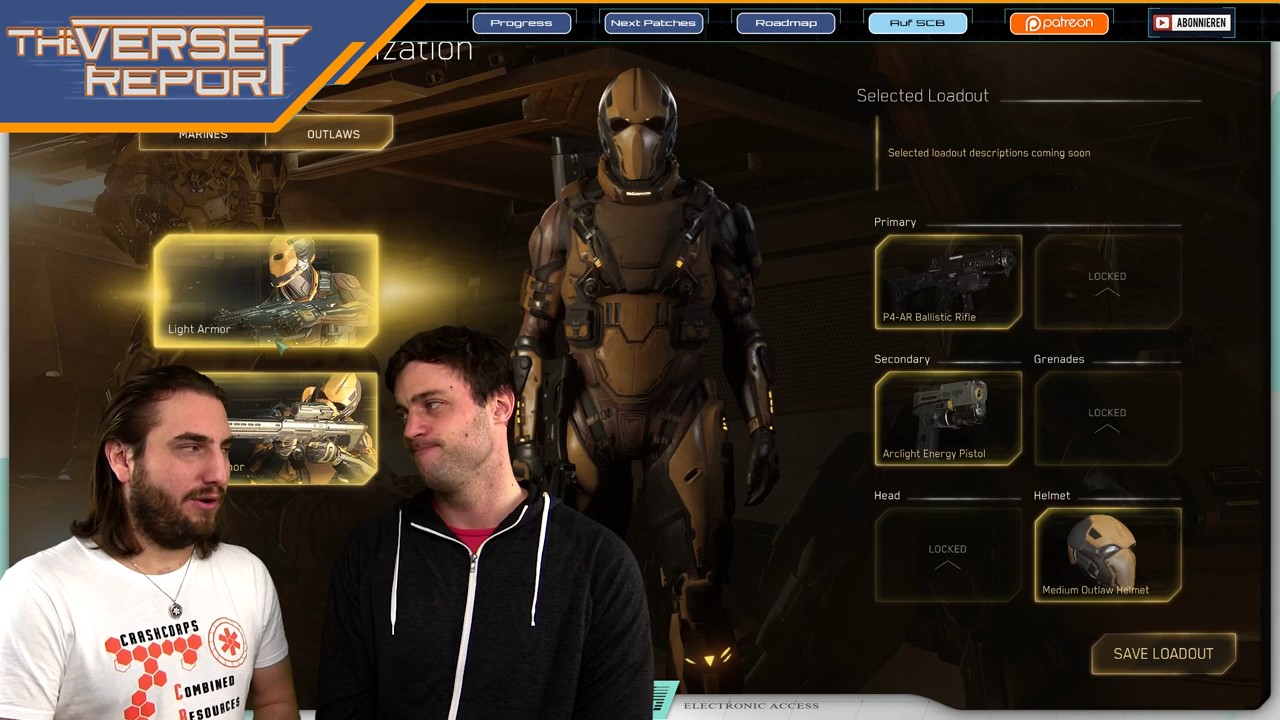 THE VERSE
REPORT
Progress
Next Patches
Roadmap
Auf SCB
patreon
ABONNIEREN
ization
MARINES
OUTLAWS
Light Armor
mor
Selected Loadout
Selected loadout descriptions coming soon
Primary
P4-AR Ballistic Rifle
LOCKED
Secondary
Grenades
Arclight Energy Pistol
LOCKED
Head
Helmet
LOCKED
Medium Outlaw Helmet
SAVE LOADOUT
CRASHCORPS
COMBINED
RESOURCES
ELECTRONIC ACCESS